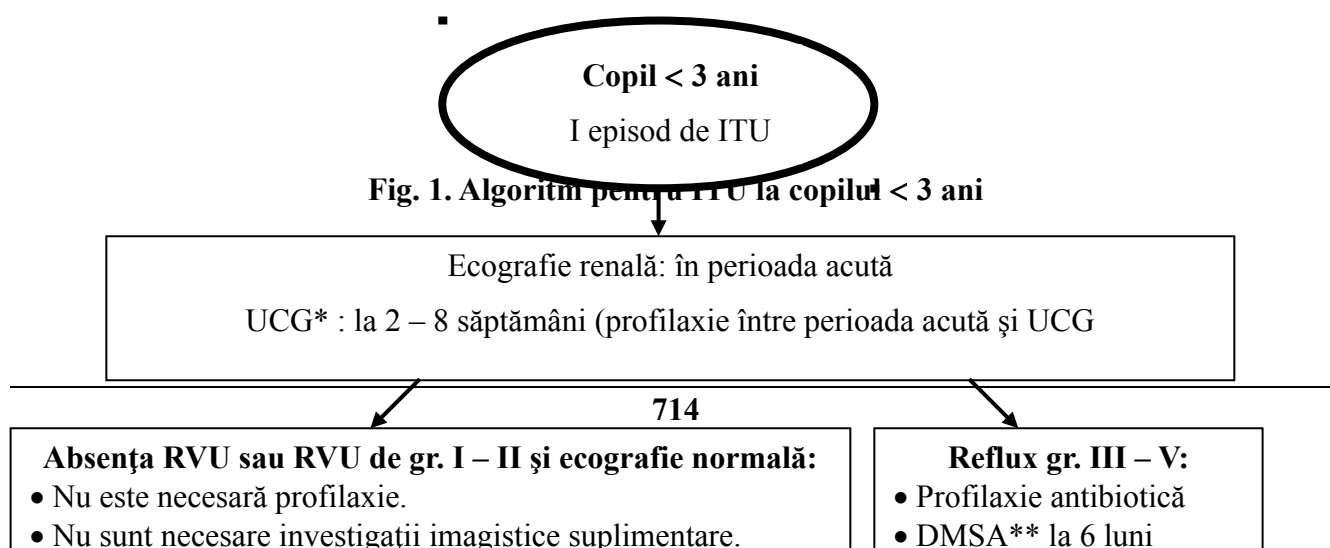 Copil < 3 ani
I episod de ITU
Fig. 1. Algoritm pentru ITU la copilul < 3 ani
Ecografie renală: în perioada acută
UCG* : la 2 – 8 săptămâni (profilaxie între perioada acută şi UCG
714
Absenţa RVU sau RVU de gr. I – II şi ecografie normală:
• Nu este necesară profilaxie.
• Nu sunt necesare investigaţii imagistice suplimentare.
Reflux gr. III – V:
• Profilaxie antibiotică
• DMSA** la 6 luni